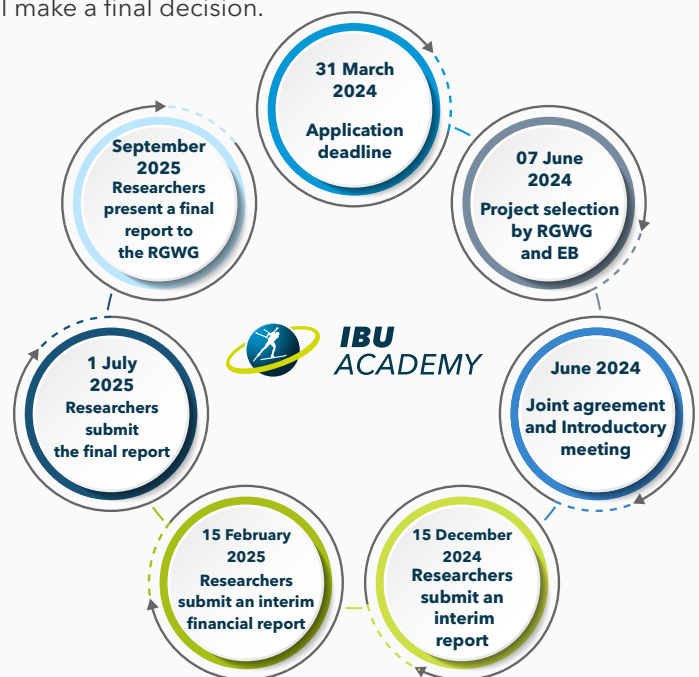 l make a final decision.
31 March
2024
Application
deadline
07 June
2024
Project selection
by RGWG
and EB
June 2024
Joint agreement
and Introductory
meeting
15 December
2024
Researchers
submit an
interim
report
15 February
2025
Researchers
submit an interim
financial report
1 July
2025
Researchers
submit
the final report
September
2025
Researchers
present a final
report to
the RGWG
IBU
ACADEMY